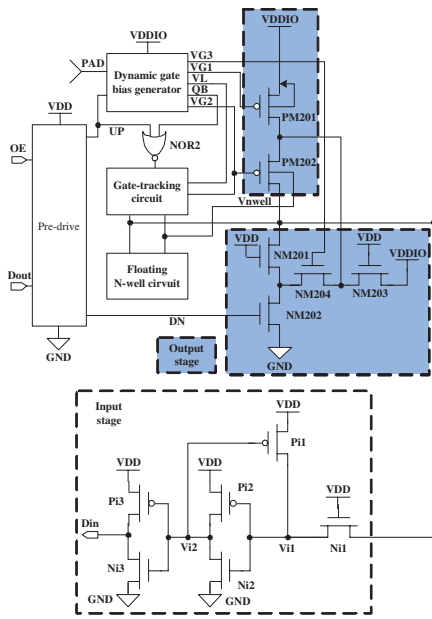 VDDIO
VDDIO
PAD
Dynamic gate
bias generator
VG3
VG1
VL
QB
VG2
VDD
UP
OE
NOR2
PM201
PM202
Gate-tracking
circuit
Vnwell
Pre-drive
Floating
N-well cirvuit
VDD
NM201
VDD
VDDIO
NM204
NM203
Dout
DN
NM202
GND
GND
Output
stage
Input
stage
VDD
Pi1
VDD
VDD
VDD
Pi3
Pi2
Din
Vi2
Vi1
Ni1
Ni3
Ni2
GND
GND